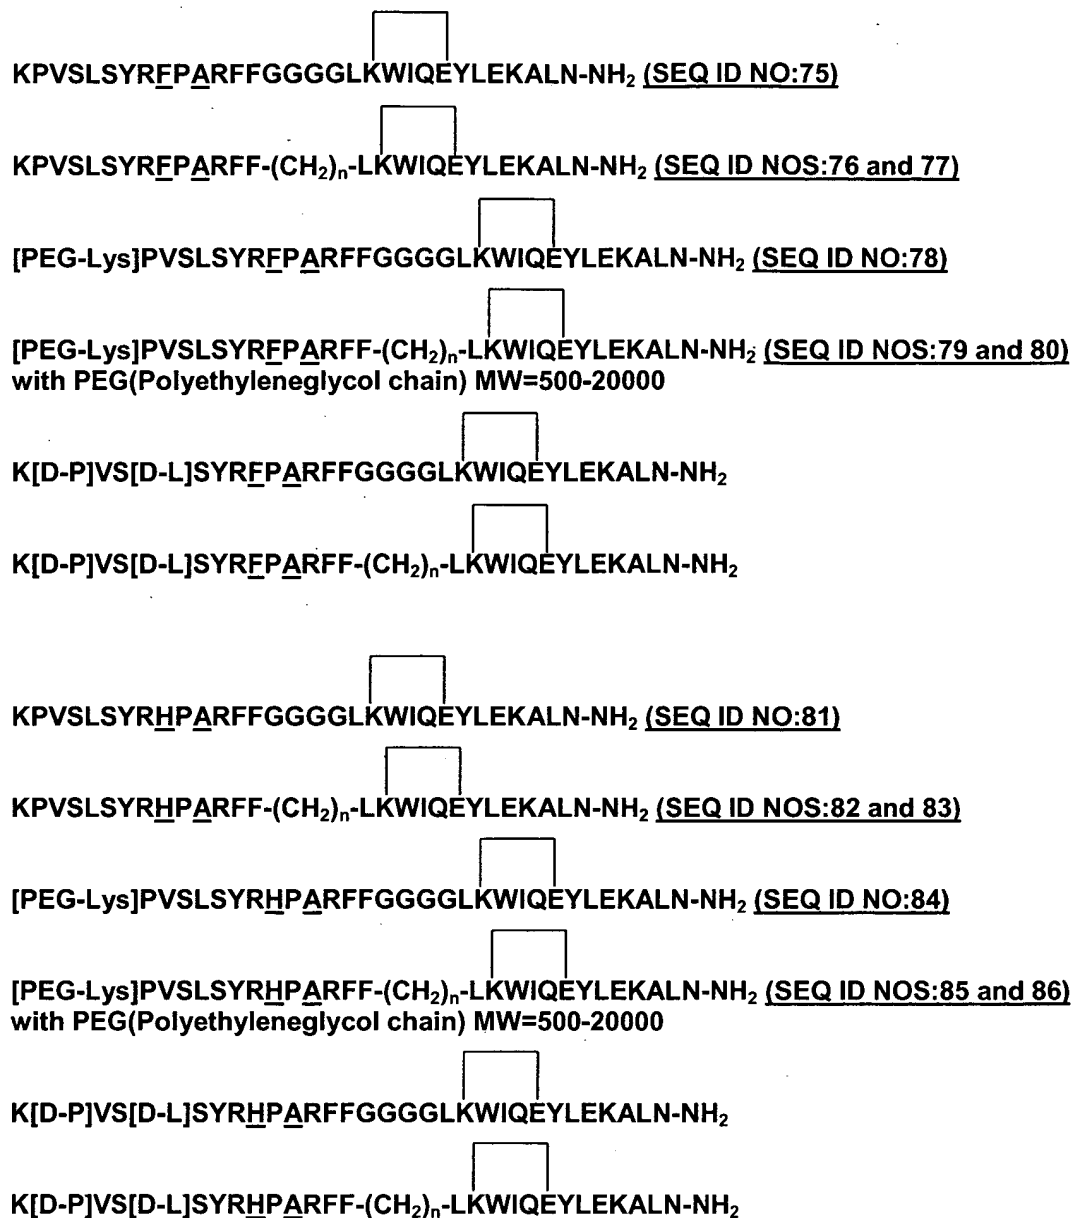 KPVSLSYRFPARFFGGGGLKWIQEYLEKALN-NH₂ (SEQ ID NO:75)
KPVSLSYRFPARFF-(CH₂)n-LKWIQEYLEKALN-NH₂ (SEQ ID NOS:76 and 77)
[PEG-Lys]PVSLSYRFPARFFGGGGLKWIQEYLEKALN-NH₂ (SEQ ID NO:78)
[PEG-Lys]PVSLSYRFPARFF-(CH₂)n-LKWIQEYLEKALN-NH₂ (SEQ ID NOS:79 and 80)
with PEG(Polyethyleneglycol chain) MW=500-20000
K[D-P]VS[D-L]SYRFPARFFGGGGLKWIQEYLEKALN-NH₂
K[D-P]VS[D-L]SYRFPARFF-(CH₂)n-LKWIQEYLEKALN-NH₂
KPVSLSYRHPARFFGGGGLKWIQEYLEKALN-NH₂ (SEQ ID NO:81)
KPVSLSYRHPARFF-(CH₂)n-LKWIQEYLEKALN-NH₂ (SEQ ID NOS:82 and 83)
[PEG-Lys]PVSLSYRHPARFFGGGGLKWIQEYLEKALN-NH₂ (SEQ ID NO:84)
[PEG-Lys]PVSLSYRHPARFF-(CH₂)n-LKWIQEYLEKALN-NH₂ (SEQ ID NOS:85 and 86)
with PEG(Polyethyleneglycol chain) MW=500-20000
K[D-P]VS[D-L]SYRHPARFFGGGGLKWIQEYLEKALN-NH₂
K[D-P]VS[D-L]SYRHPARFF-(CH₂)n-LKWIQEYLEKALN-NH₂